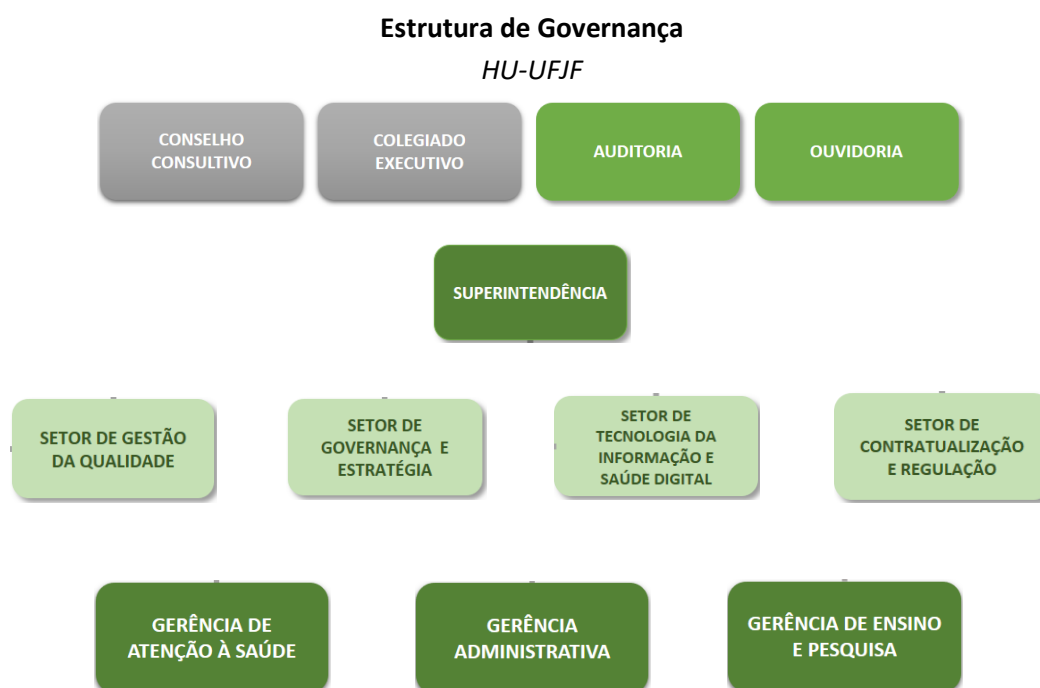 Estrutura de Governança
HU-UFJF
CONSELHO
CONSULTIVO
COLEGIADO
EXECUTIVO
AUDITORIA
OUVIDORIA
SUPERINTENDÊNCIA
SETOR DE GESTÃO
DA QUALIDADE
SETOR DE
GOVERNANÇA E
ESTRATÉGIA
SETOR DE
TECNOLOGIA DA
INFORMAÇÃO E
SAÚDE DIGITAL
SETOR DE
CONTRATUALIZAÇÃO
E REGULAÇÃO
GERÊNCIA DE
ATENÇÃO À SAÚDE
GERÊNCIA
ADMINISTRATIVA
GERÊNCIA DE ENSINO
E PESQUISA